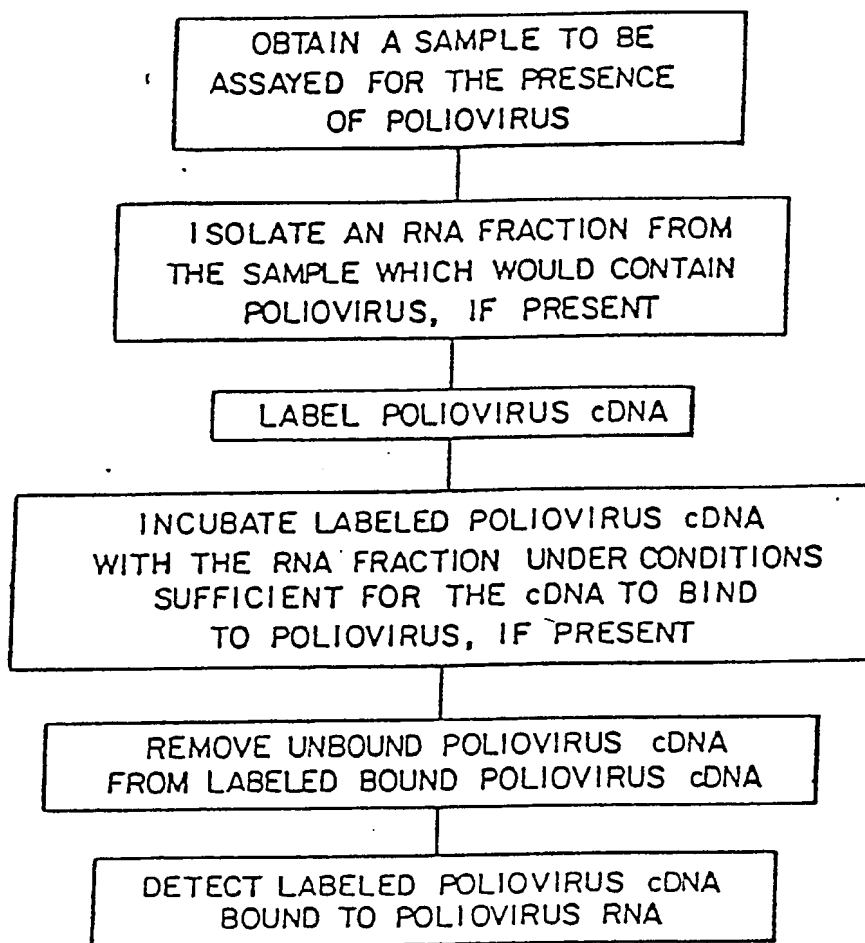 OBTAIN A SAMPLE TO BE
ASSAYED FOR THE PRESENCE
OF POLIOVIRUS
ISOLATE AN RNA FRACTION FROM
THE SAMPLE WHICH WOULD CONTAIN
POLIOVIRUS, IF PRESENT
LABEL POLIOVIRUS cDNA
INCUBATE LABELED POLIOVIRUS cDNA
WITH THE RNA FRACTION UNDER CONDITIONS
SUFFICIENT FOR THE cDNA TO BIND
TO POLIOVIRUS, IF PRESENT
REMOVE UNBOUND POLIOVIRUS cDNA
FROM LABELED BOUND POLIOVIRUS cDNA
DETECT LABELED POLIOVIRUS cDNA
BOUND TO POLIOVIRUS RNA